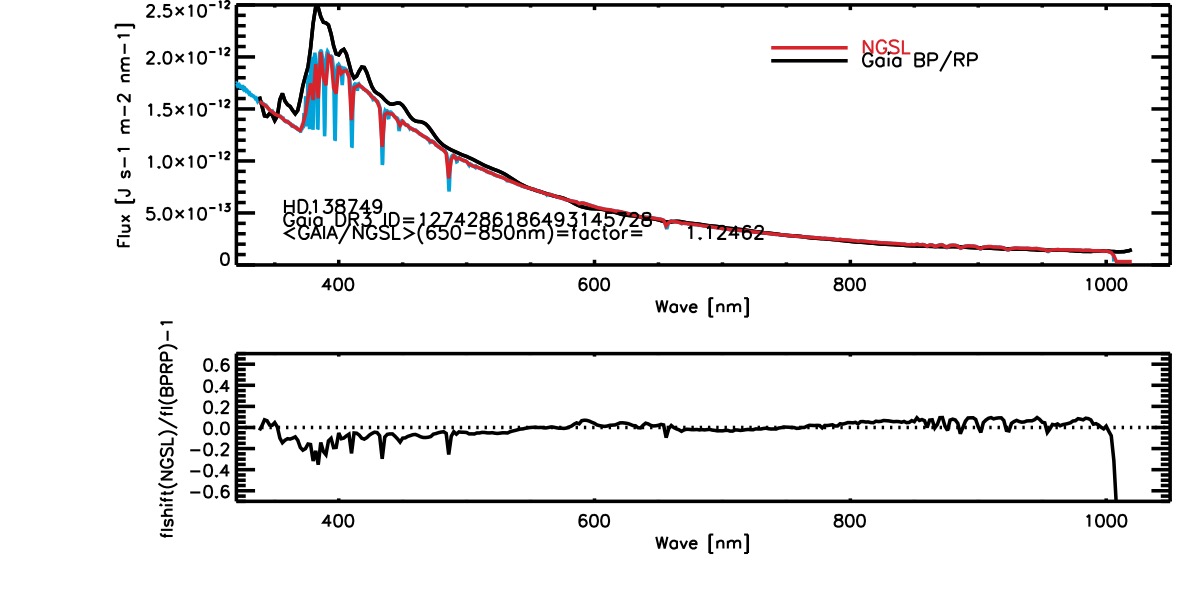 2.5×10−12
2.0×10−12
1.5×10−12
1.0×10−12
5.0×10−13
0
Flux [J s−1 m−2 nm−1]
NGSL
Gaia BP/RP
HD138749
Gaia DR3 ID=1274286186493145728
<GAIA/NGSL>(650−850nm)=factor= 1.12462
400 600 800 1000
Wave [nm]
flshift(NGSL)/fl(BPRP)−1
0.6
0.4
0.2
0.0
−0.2
−0.4
−0.6
400 600 800 1000
Wave [nm]